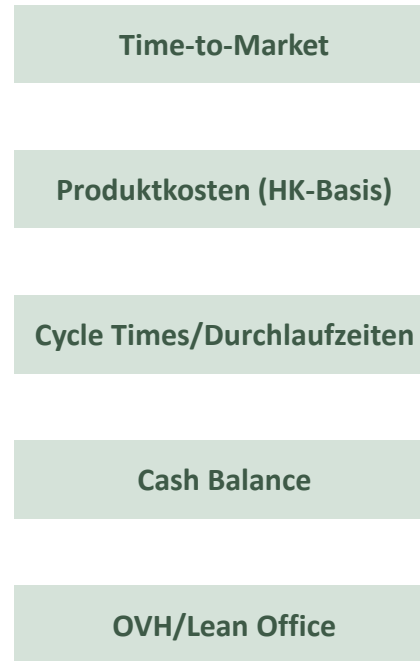 Time-to-Market
Produktkosten (HK-Basis)
Cycle Times/Durchlaufzeiten
Cash Balance
OVH/Lean Office